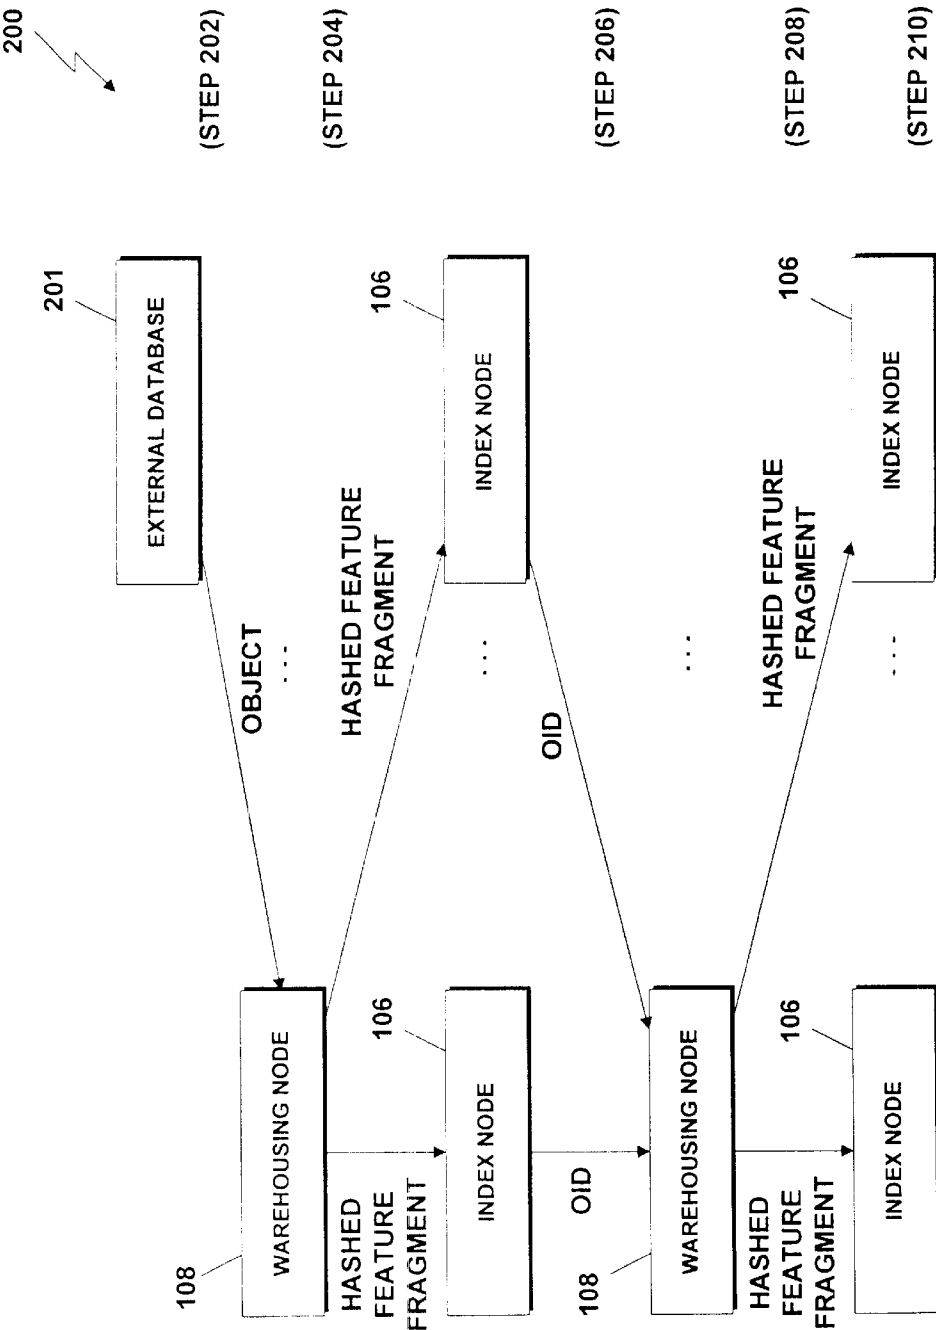 200
201
EXTERNAL DATABASE
(STEP 202)
OBJECT
. . .
108
WAREHOUSING NODE
(STEP 204)
HASHED
FEATURE
FRAGMENT
HASHED FEATURE
FRAGMENT
106
INDEX NODE
. . .
106
INDEX NODE
(STEP 206)
OID
OID
108
WAREHOUSING NODE
. . .
(STEP 208)
HASHED
FEATURE
FRAGMENT
HASHED FEATURE
FRAGMENT
106
INDEX NODE
. . .
106
INDEX NODE
(STEP 210)